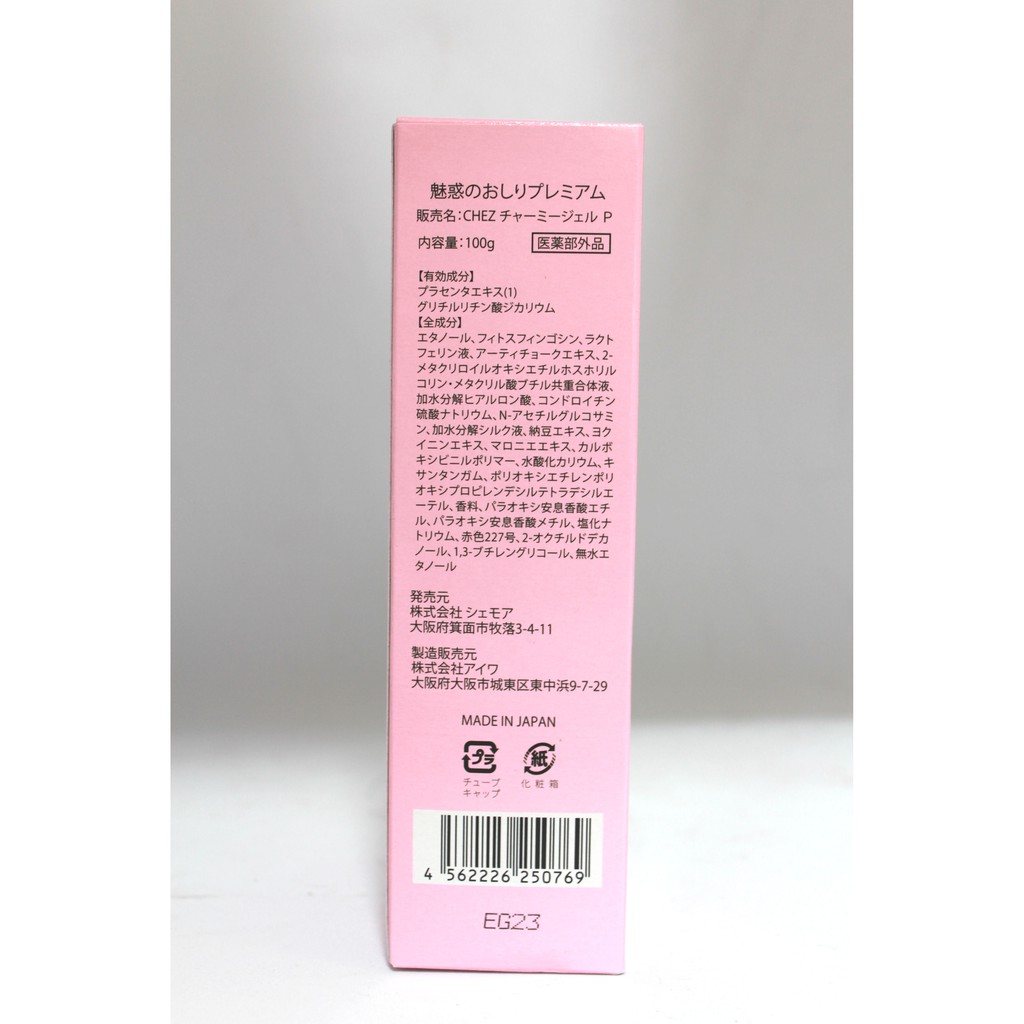 魅惑のおしりプレミアム
販売名:CHEZ チャーミージェル P
内容量:100g 医薬部外品
【有効成分】
プラセンタエキス(1)
グリチルリチン酸ジカリウム
【全成分】
エタノール、フィトスフィンゴシン、ラクト
フェリン液、アーティチョークエキス、2-
メタクリロイルオキシエチルホスホリル
コリン・メタクリル酸ブチル共重合体液、
加水分解ヒアルロン酸、コンドロイチン
硫酸ナトリウム、N-アセチルグルコサミ
ン、加水分解シルク液、納豆エキス、ヨク
イニンエキス、マロニエエキス、カルボ
キシビニルポリマー、水酸化カリウム、キ
サンタンガム、ポリオキシエチレンポリ
オキシプロピレンデシルテトラデシルエ
ーテル、香料、パラオキシ安息香酸エチ
ル、パラオキシ安息香酸メチル、塩化ナ
トリウム、赤色227号、2-オクチルドデカ
ノール、1,3-ブチレングリコール、無水エ
タノール
発売元
株式会社 シェモア
大阪府箕面市牧落3-4-11
製造販売元
株式会社アイワ
大阪府大阪市城東区東中浜9-7-29
MADE IN JAPAN
プラ 紙
チューブ 化粧箱
キャップ
4 562226 250769
EG23